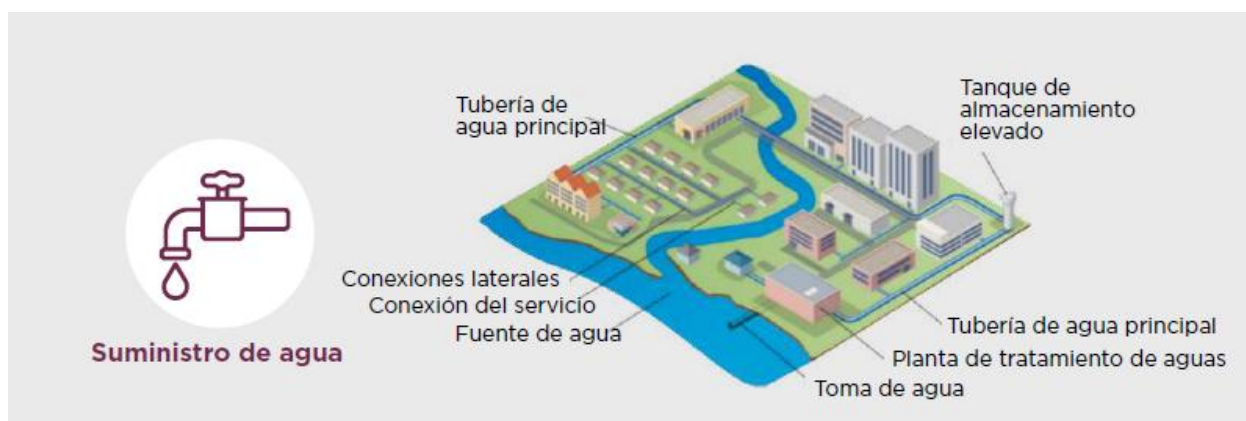 Tubería de
agua principal
Tanque de
almacenamiento
elevado
Conexiones laterales
Conexión del servicio
Fuente de agua
Suministro de agua
Tubería de agua principal
Planta de tratamiento de aguas
Toma de agua